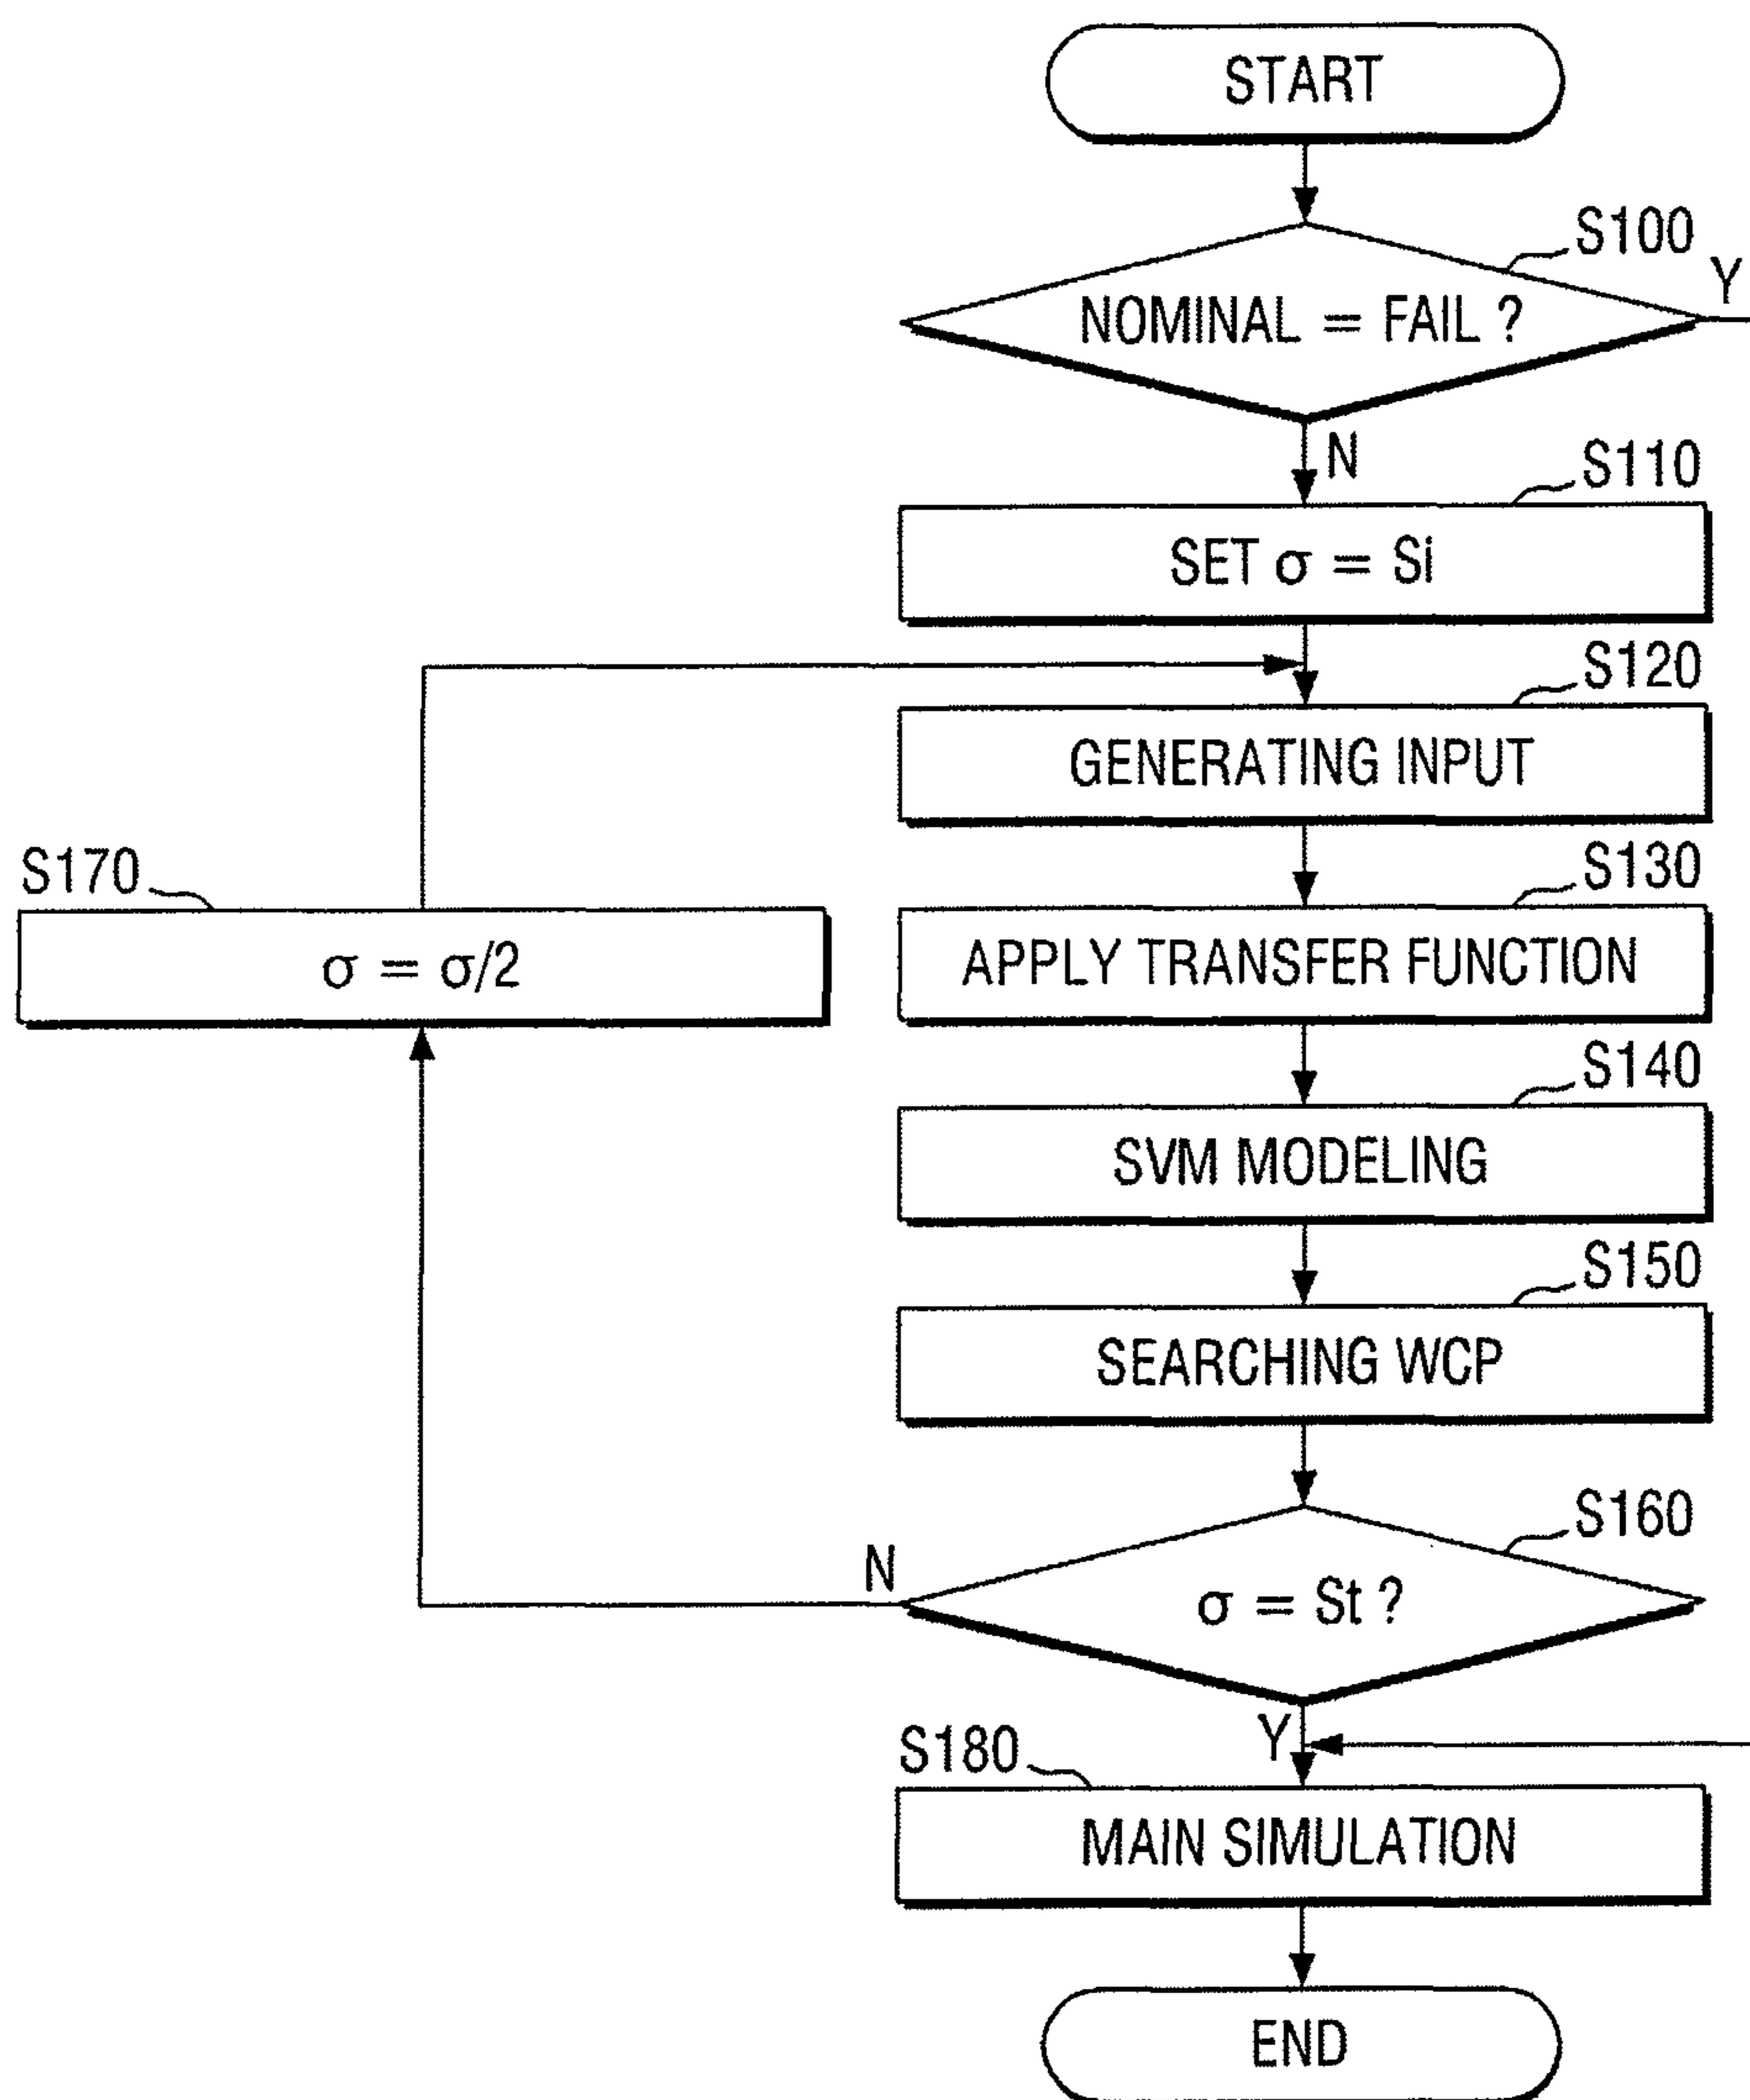 START
S100
NOMINAL = FAIL ?
Y
N
S110
SET σ = Si
S120
GENERATING INPUT
S170
σ = σ/2
S130
APPLY TRANSFER FUNCTION
S140
SVM MODELING
S150
SEARCHING WCP
S160
N
σ = St ?
Y
S180
MAIN SIMULATION
END